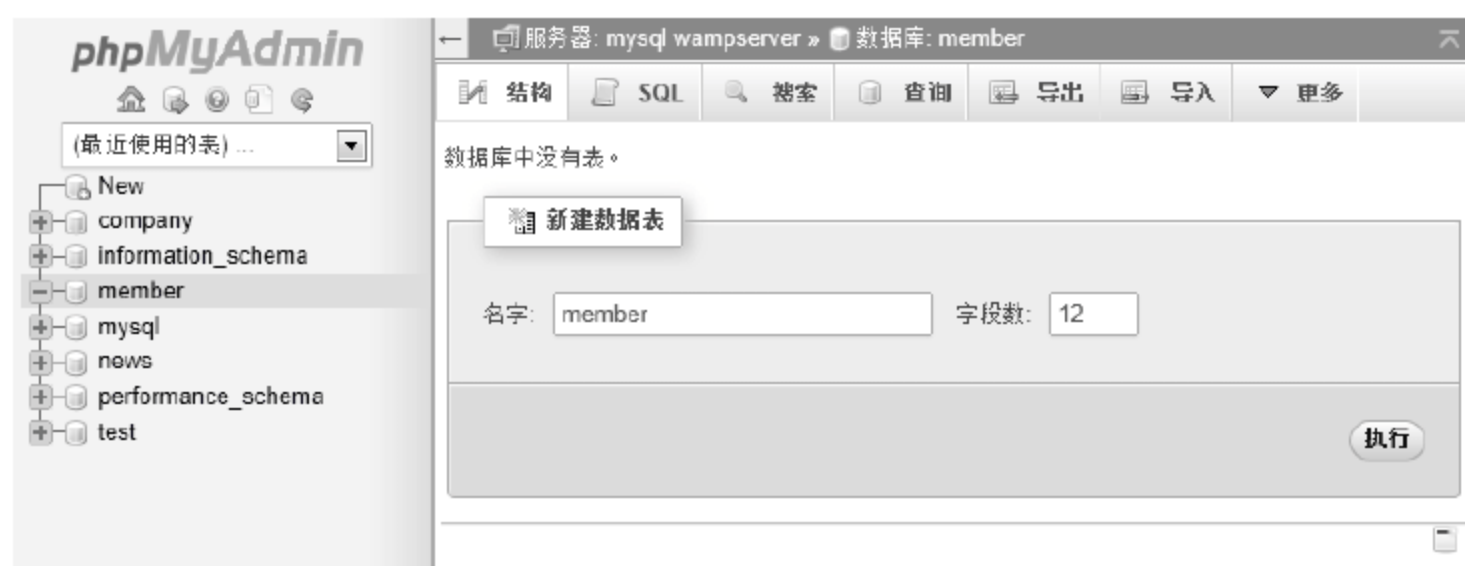 phpMyAdmin
(最近使用的表) ...
New
company
information_schema
member
mysql
news
performance_schema
test
服务器: mysql wampserver » 数据库: member
结构 SQL 搜索 查询 导出 导入 更多
数据库中没有表。
新建数据表
名字: member 字段数: 12
执行